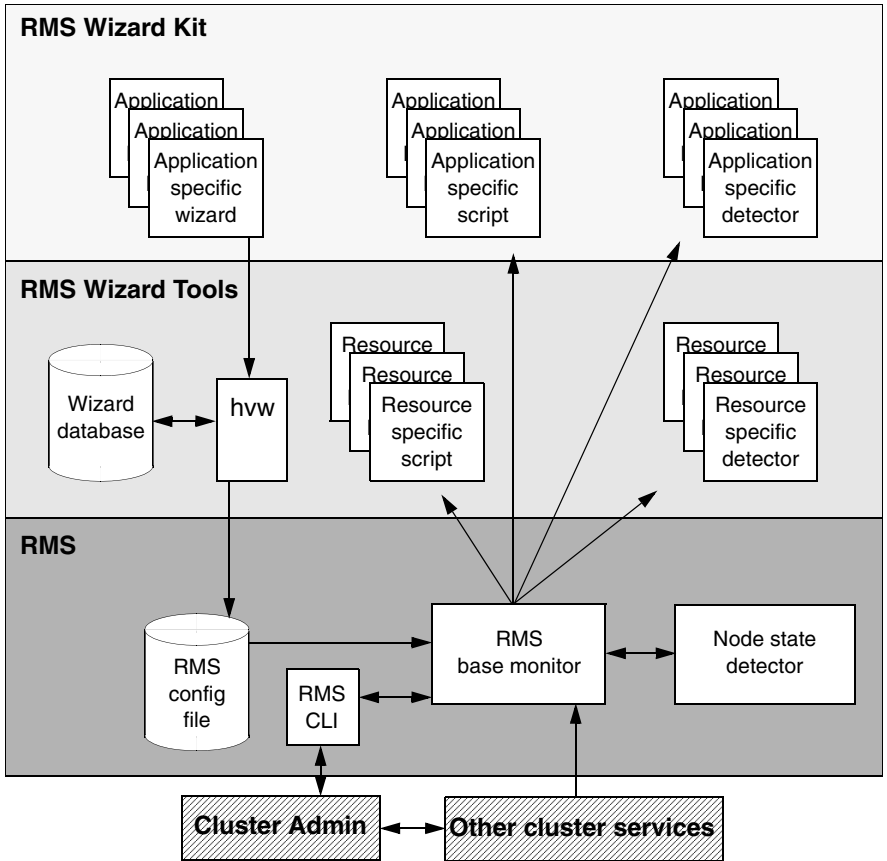 RMS Wizard Kit
Application
Application
Application
specific
wizard
Application
Application
Application
specific
script
Application
Application
Application
specific
detector
RMS Wizard Tools
Wizard
database
hvw
Resource
Resource
Resource
specific
script
Resource
Resource
Resource
specific
detector
RMS
RMS
config
file
RMS
CLI
RMS
base monitor
Node state
detector
Cluster Admin
Other cluster services